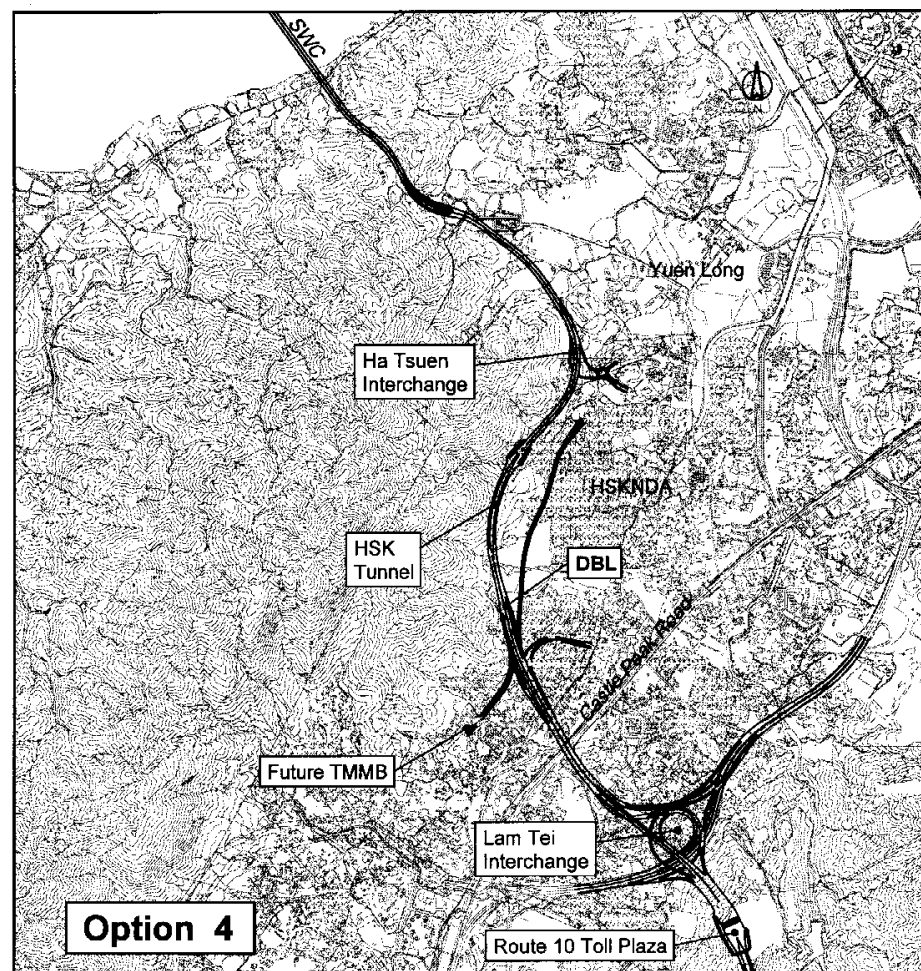 SWC
N
Yuen Long
Ha Tsuen
Interchange
HSKNDA
HSK
Tunnel
DBL
Castle Peak Road
Future TMMB
Lam Tei
Interchange
Option 4
Route 10 Toll Plaza